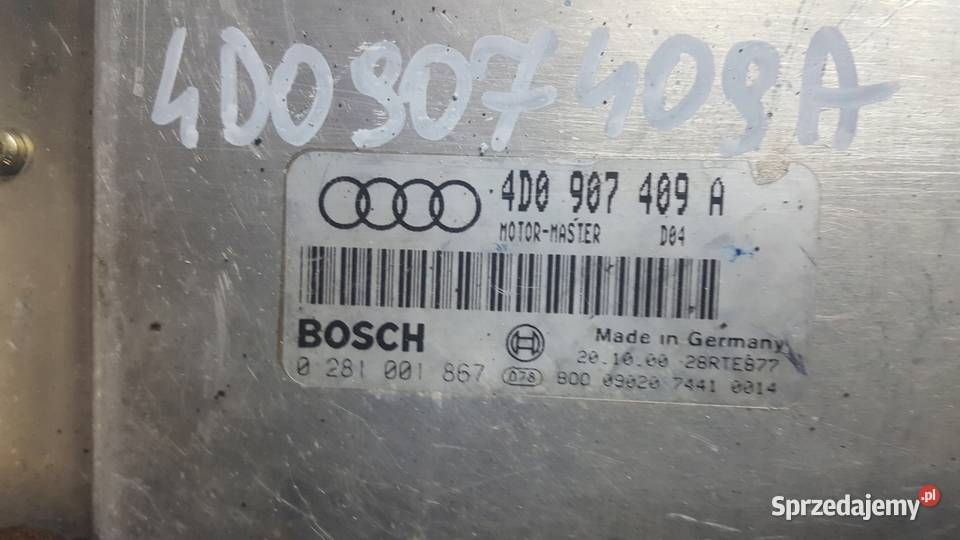 4D0907409A
4D0 907 409 A
MOTOR-MASTER D04
BOSCH
Made in Germany
20.10.00 28RTE877
0 281 001 867 D78 800 09020 7441 0014
Sprzedajemy.pl